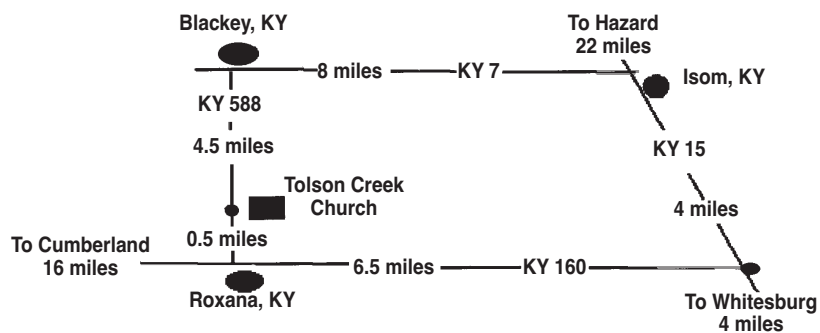 Blackey, KY
To Hazard
22 miles
8 miles
KY 7
Isom, KY
KY 588
4.5 miles
KY 15
Tolson Creek
Church
4 miles
To Cumberland
16 miles
0.5 miles
6.5 miles
KY 160
Roxana, KY
To Whitesburg
4 miles